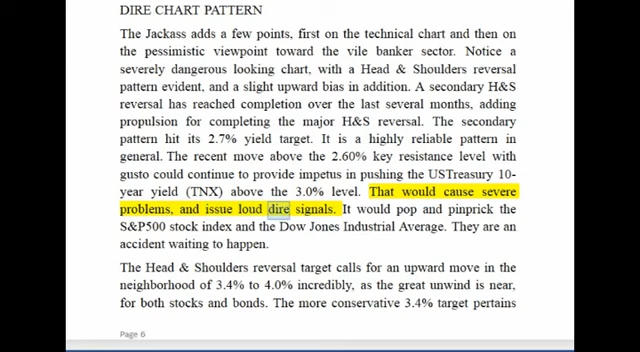 DIRE CHART PATTERN
The Jackass adds a few points, first on the technical chart and then on
the pessimistic viewpoint toward the vile banker sector. Notice a
severely dangerous looking chart, with a Head & Shoulders reversal
pattern evident, and a slight upward bias in addition. A secondary H&S
reversal has reached completion over the last several months, adding
propulsion for completing the major H&S reversal. The secondary
pattern hit its 2.7% yield target. It is a highly reliable pattern in
general. The recent move above the 2.60% key resistance level with
gusto could continue to provide impetus in pushing the USTreasury 10-
year yield (TNX) above the 3.0% level. That would cause severe
problems, and issue loud dire signals. It would pop and pinprick the
S&P500 stock index and the Dow Jones Industrial Average. They are an
accident waiting to happen.
The Head & Shoulders reversal target calls for an upward move in the
neighborhood of 3.4% to 4.0% incredibly, as the great unwind is near,
for both stocks and bonds. The more conservative 3.4% target pertains
Page 6